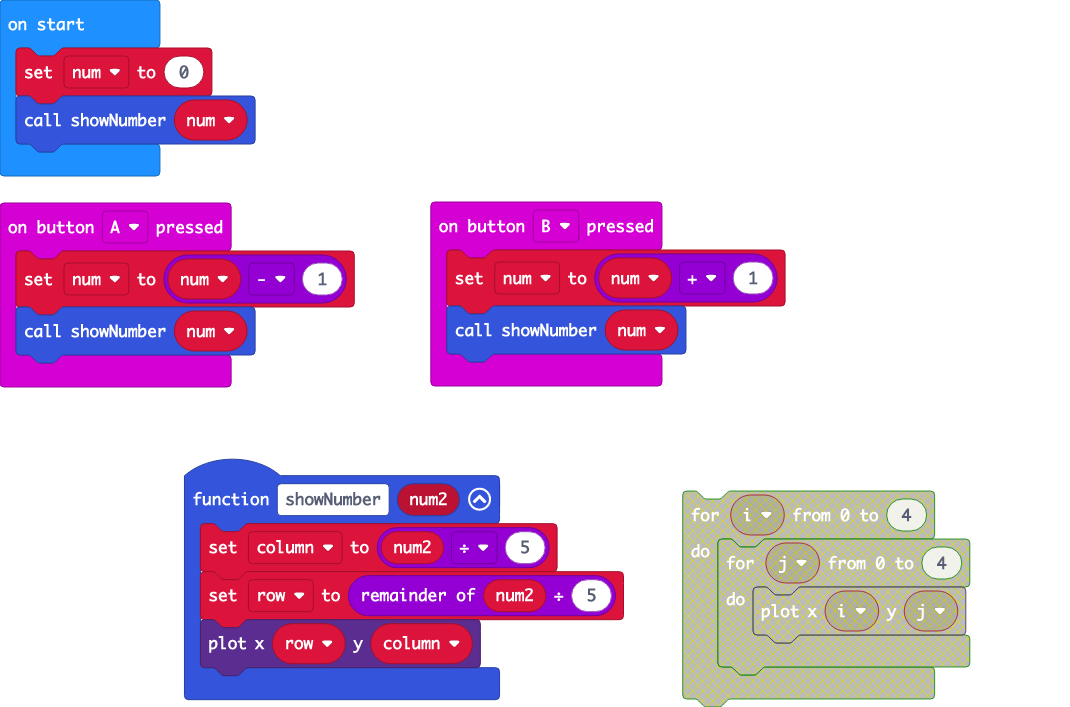 on start
set num to 0
call showNumber num
on button A pressed
set num to num - 1
call showNumber num
on button B pressed
set num to num + 1
call showNumber num
function showNumber num2
set column to num2 ÷ 5
set row to remainder of num2 ÷ 5
plot x row y column
for i from 0 to 4
do
for j from 0 to 4
do
plot x i y j